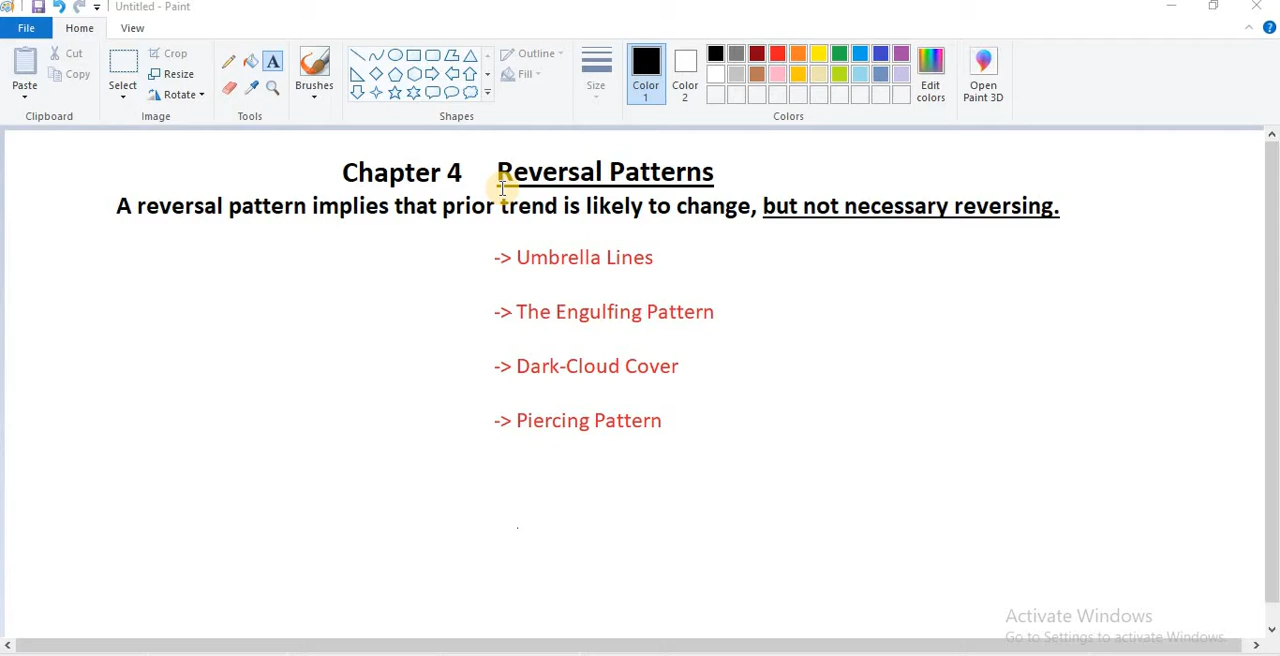 Untitled - Paint
File Home View
Paste Cut Copy Select Crop Resize Rotate A Brushes Outline Fill Size Color 1 Color 2 Edit colors Open Paint 3D
Clipboard Image Tools Shapes Colors
Chapter 4 Reversal Patterns
A reversal pattern implies that prior trend is likely to change, but not necessary reversing.
-> Umbrella Lines
-> The Engulfing Pattern
-> Dark-Cloud Cover
-> Piercing Pattern
Activate Windows
Go to Settings to activate Windows.